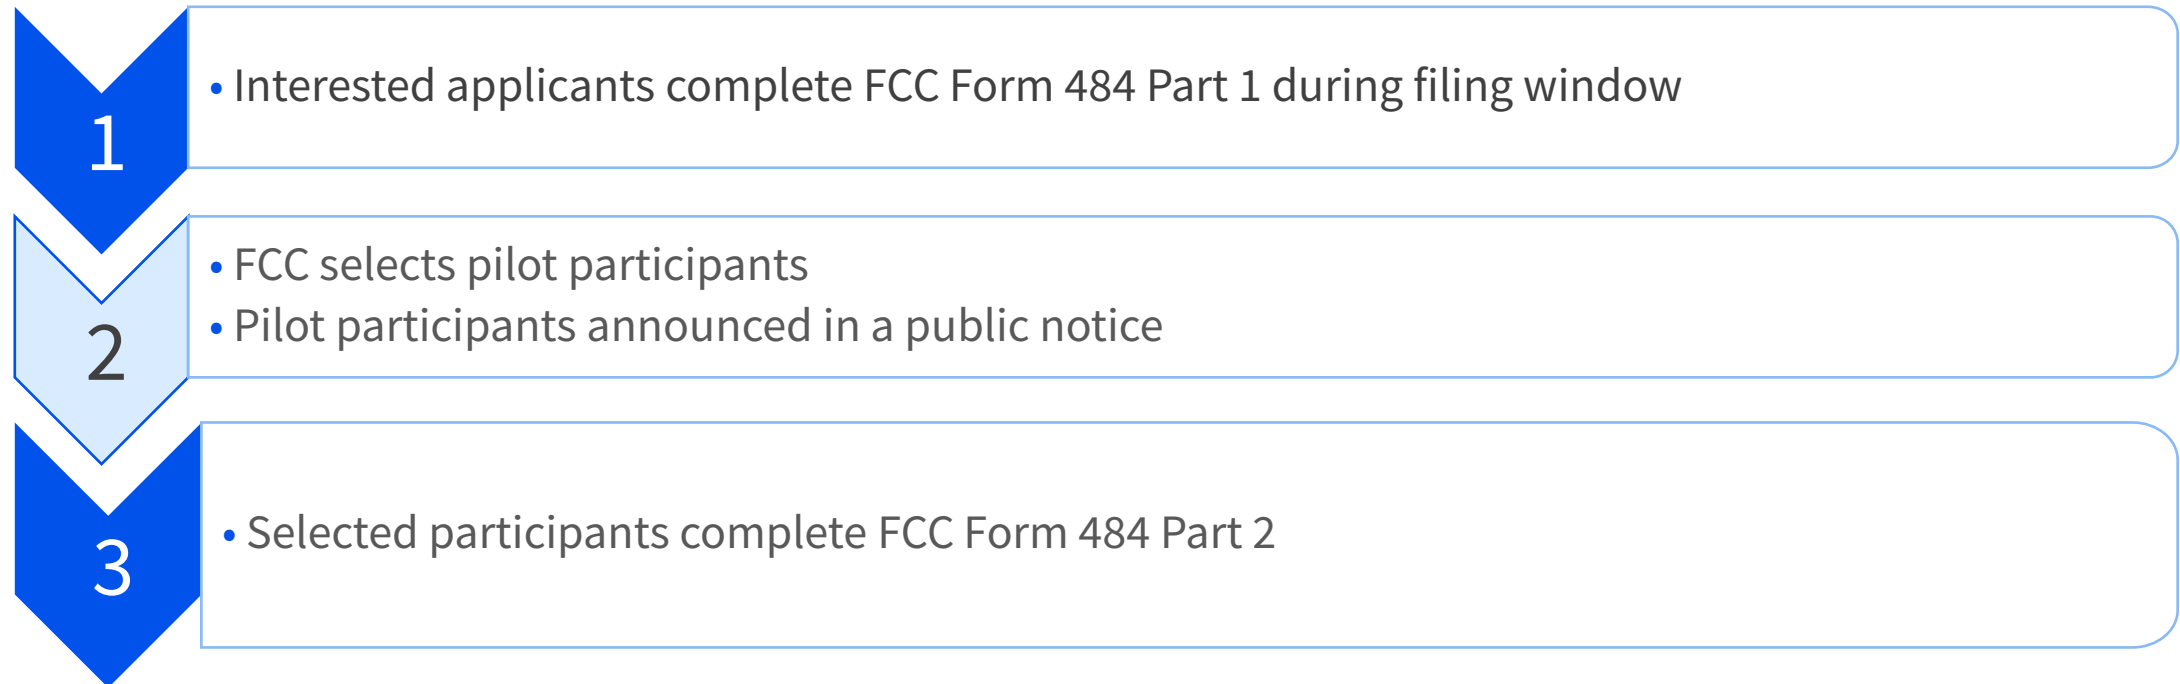 1
• Interested applicants complete FCC Form 484 Part 1 during filing window
2
• FCC selects pilot participants
• Pilot participants announced in a public notice
3
• Selected participants complete FCC Form 484 Part 2